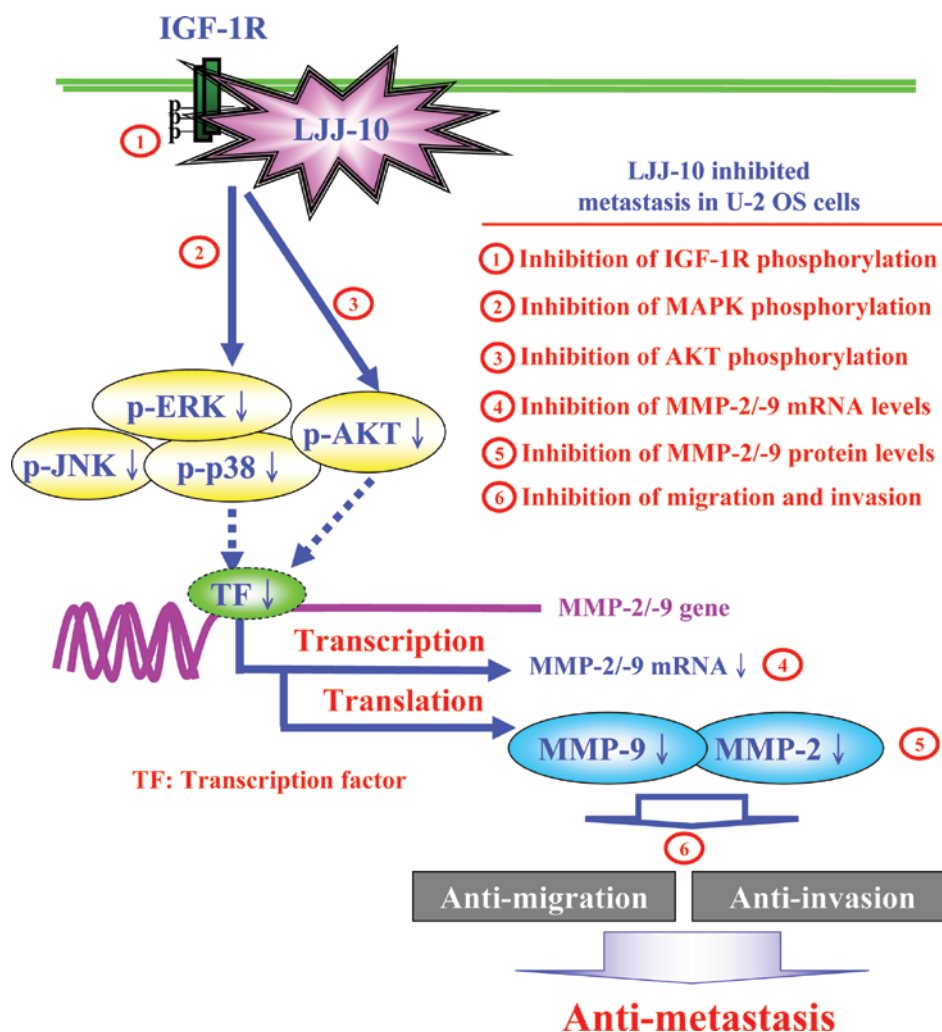 IGF-1R
p
p
p
LJJ-10
1
LJJ-10 inhibited
metastasis in U-2 OS cells
1 Inhibition of IGF-1R phosphorylation
2 Inhibition of MAPK phosphorylation
3 Inhibition of AKT phosphorylation
4 Inhibition of MMP-2/-9 mRNA levels
5 Inhibition of MMP-2/-9 protein levels
6 Inhibition of migration and invasion
2
3
p-ERK ↓
p-AKT ↓
p-JNK ↓
p-p38 ↓
TF ↓
MMP-2/-9 gene
Transcription
MMP-2/-9 mRNA ↓ 4
Translation
MMP-9 ↓
MMP-2 ↓
5
TF: Transcription factor
6
Anti-migration
Anti-invasion
Anti-metastasis